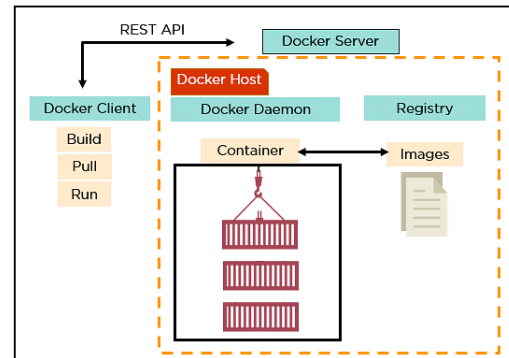 REST API
Docker Server
Docker Host
Docker Client
Docker Daemon
Registry
Build
Pull
Run
Container
Images